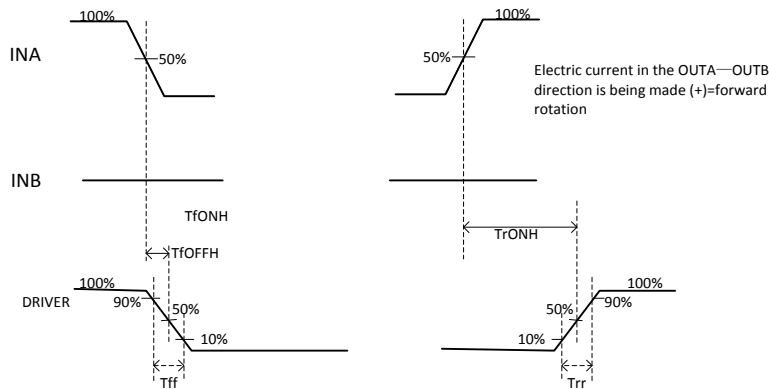 100%
100%
INA
50%
50%
Electric current in the OUTA—OUTB
direction is being made (+)=forward
rotation
INB
TfONH
TrONH
TfOFFH
100%
100%
DRIVER
90%
50%
50%
90%
10%
10%
Tff
Trr